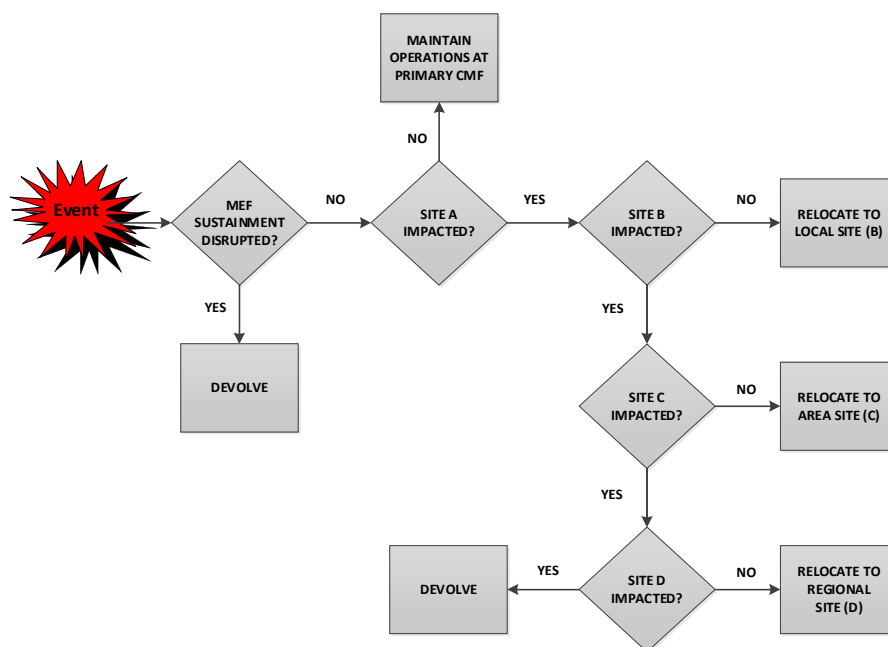 MAINTAIN
OPERATIONS AT
PRIMARY CMF
NO
Event
MEF
SUSTAINMENT
DISRUPTED?
NO
SITE A
IMPACTED?
YES
SITE B
IMPACTED?
NO
RELOCATE TO
LOCAL SITE (B)
YES
DEVOLVE
YES
SITE C
IMPACTED?
NO
RELOCATE TO
AREA SITE (C)
YES
DEVOLVE
YES
SITE D
IMPACTED?
NO
RELOCATE TO
REGIONAL
SITE (D)